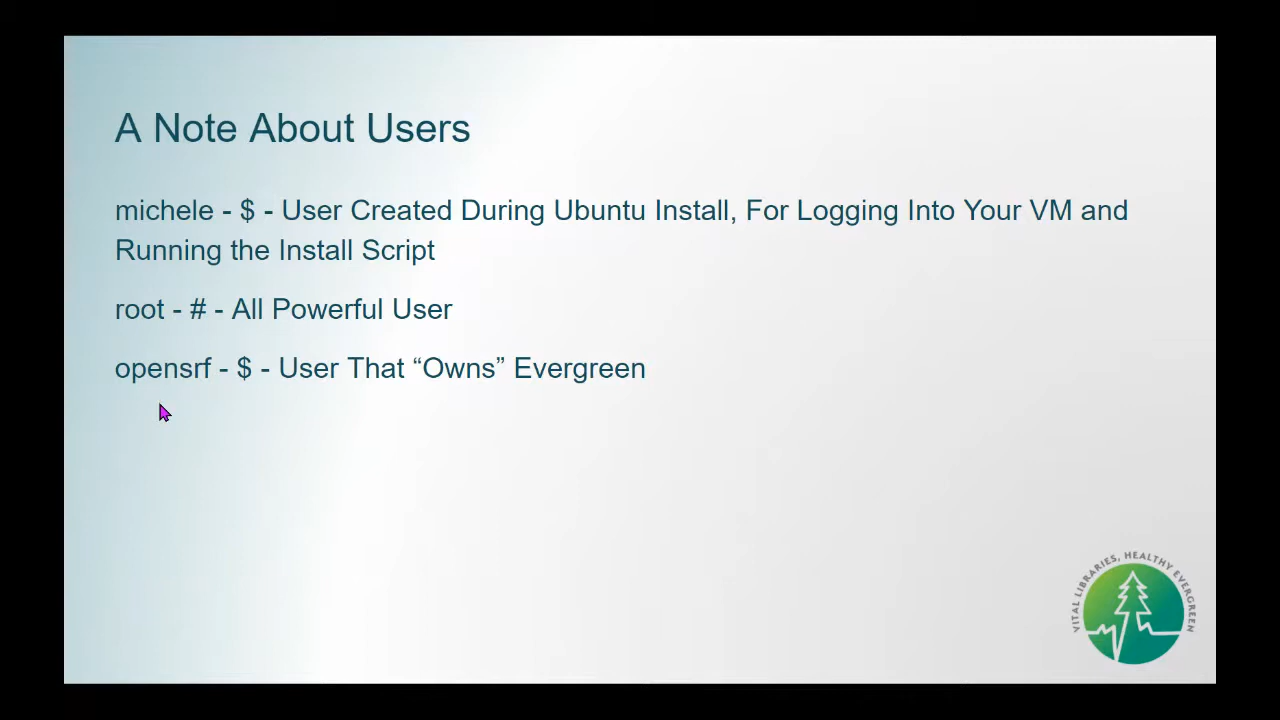 A Note About Users
michele - $ - User Created During Ubuntu Install, For Logging Into Your VM and
Running the Install Script
root - # - All Powerful User
opensrf - $ - User That “Owns” Evergreen
VITAL LIBRARIES, HEALTHY EVERGREEN